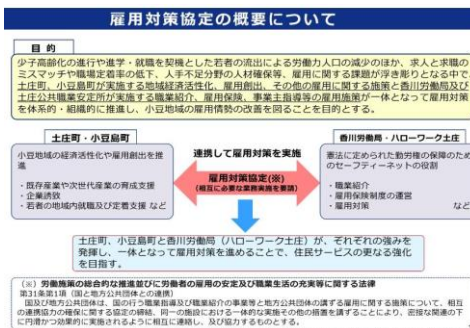 雇用対策協定の概要について
目 的
少子高齢化の進行や進学・就職を契機とした若者の流出による労働力人口の減少のほか、求人と求職の
ミスマッチや職場定着率の低下、人手不足分野の人材確保等、雇用に関する課題が浮き彫りとなる中で、
土庄町、小豆島町が実施する地域経済活性化、雇用創出、その他の雇用に関する施策と香川労働局及び
土庄公共職業安定所が実施する職業紹介、雇用保険、事業主指導等の雇用施策が一体となって雇用対策
を体系的・組織的に推進し、小豆地域の雇用情勢の改善を図ることを目的とする。
土庄町・小豆島町
小豆地域の経済活性化や雇用創出を推
進
・既存産業や次世代産業の育成支援
・企業誘致
・若者の地域内就職及び定着支援 など
連携して雇用対策を実施
雇用対策協定(※)
(相互に必要な業務実施を要請)
香川労働局・ハローワーク土庄
憲法に定められた勤労権の保障のため
のセーフティーネットの役割
・職業紹介
・雇用保険制度の運営
・雇用対策 など
土庄町、小豆島町と香川労働局（ハローワーク土庄）が、それぞれの強みを
発揮し、一体となって雇用対策を進めることで、住民サービスの更なる強化
を目指す。
（※）労働施策の総合的な推進並びに労働者の雇用の安定及び職業生活の充実等に関する法律
第31条第1項（国と地方公共団体との連携）
国及び地方公共団体は、国の行う職業指導及び職業紹介の事業等と地方公共団体の講ずる雇用に関する施策について、相互
の連携協力の確保に関する協定の締結、同一の施設における一体的な実施その他の措置を講ずることにより、密接な関連の下
に円滑かつ効果的に実施されるように相互に連絡し、及び協力するものとする。